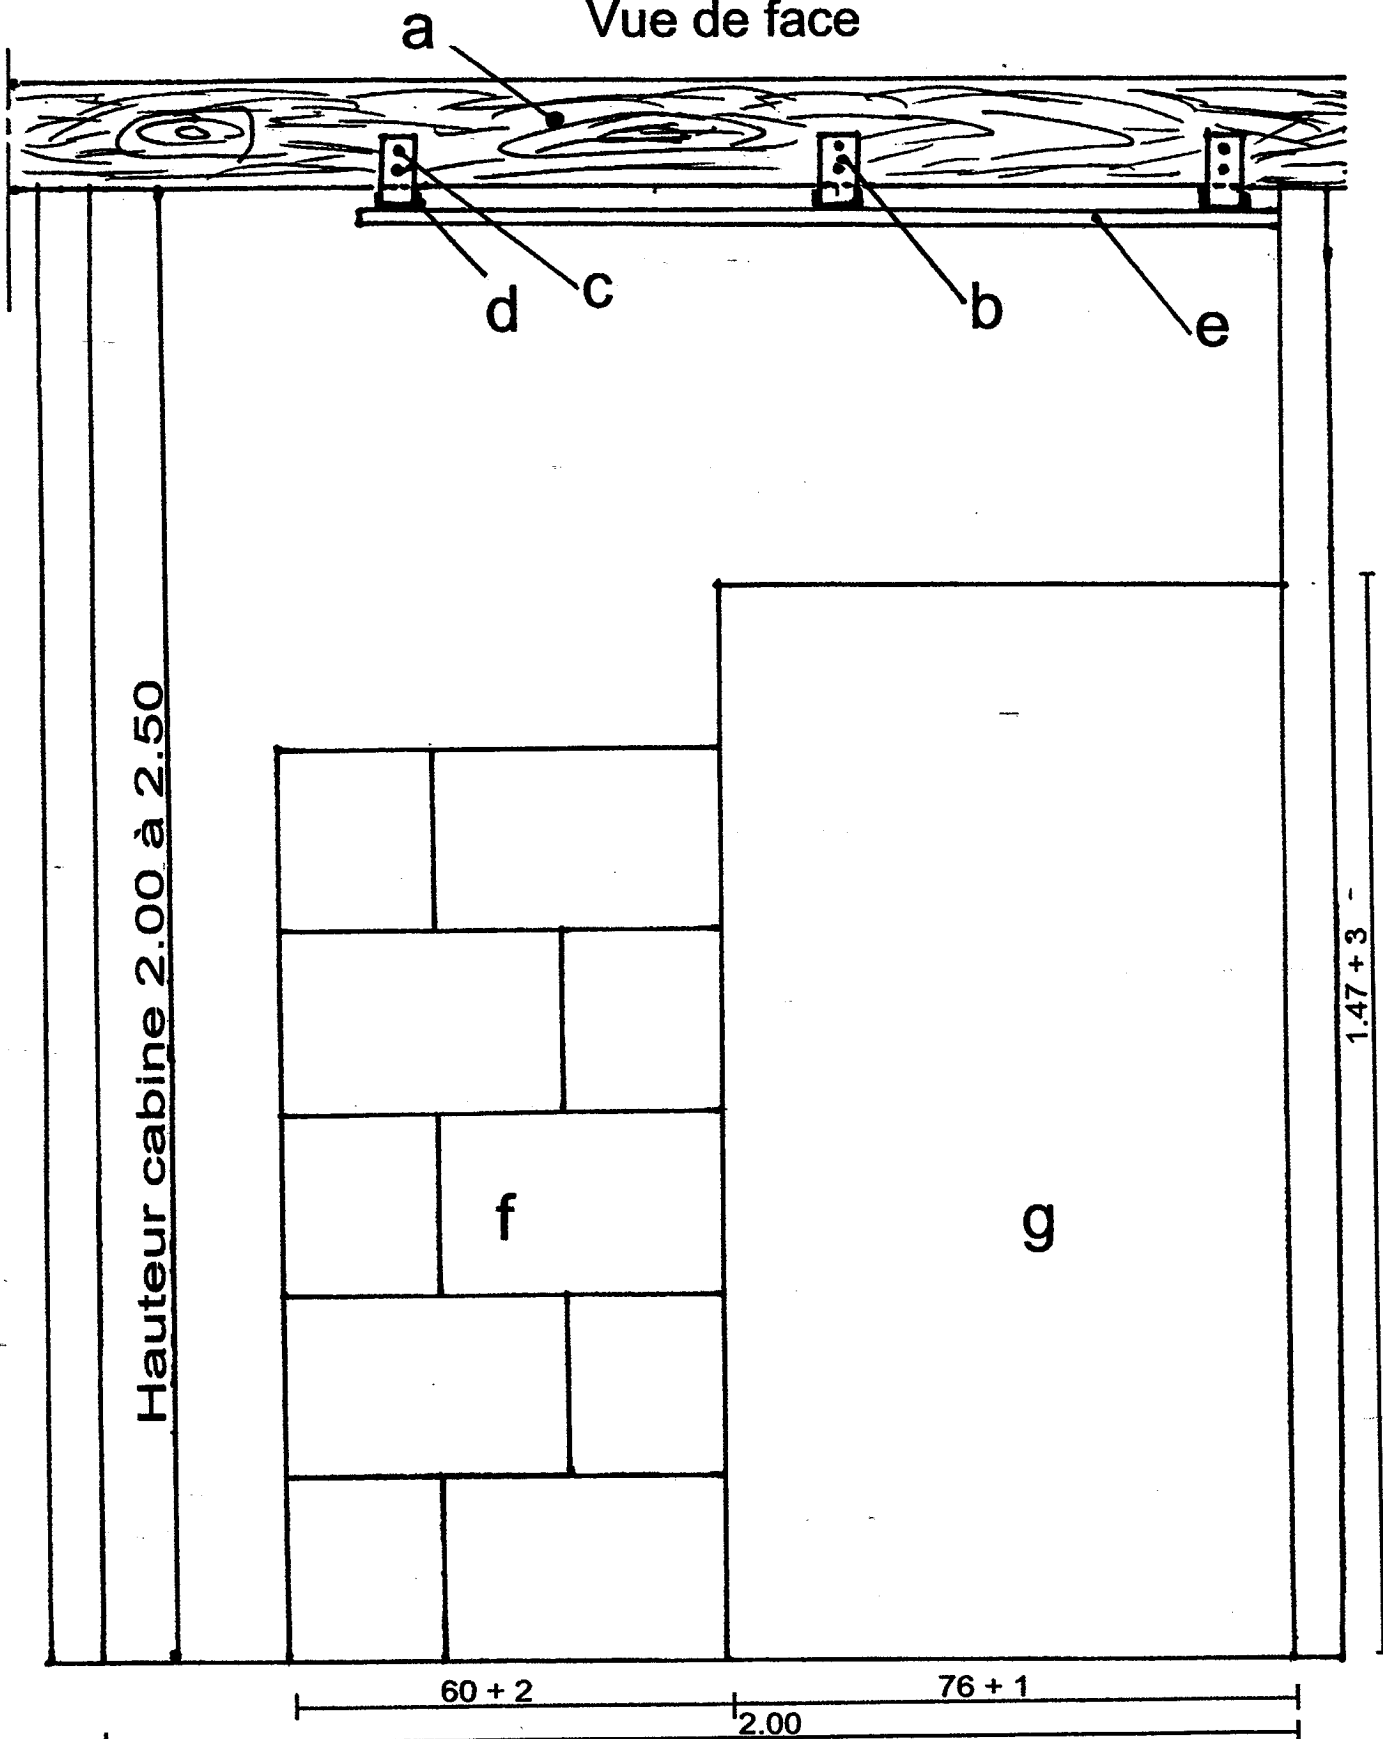 Vue de face
a
d
c
b
e
Hauteur cabine 2.00 à 2.50
1.47 + 3
f
g
60 + 2
76 + 1
2.00